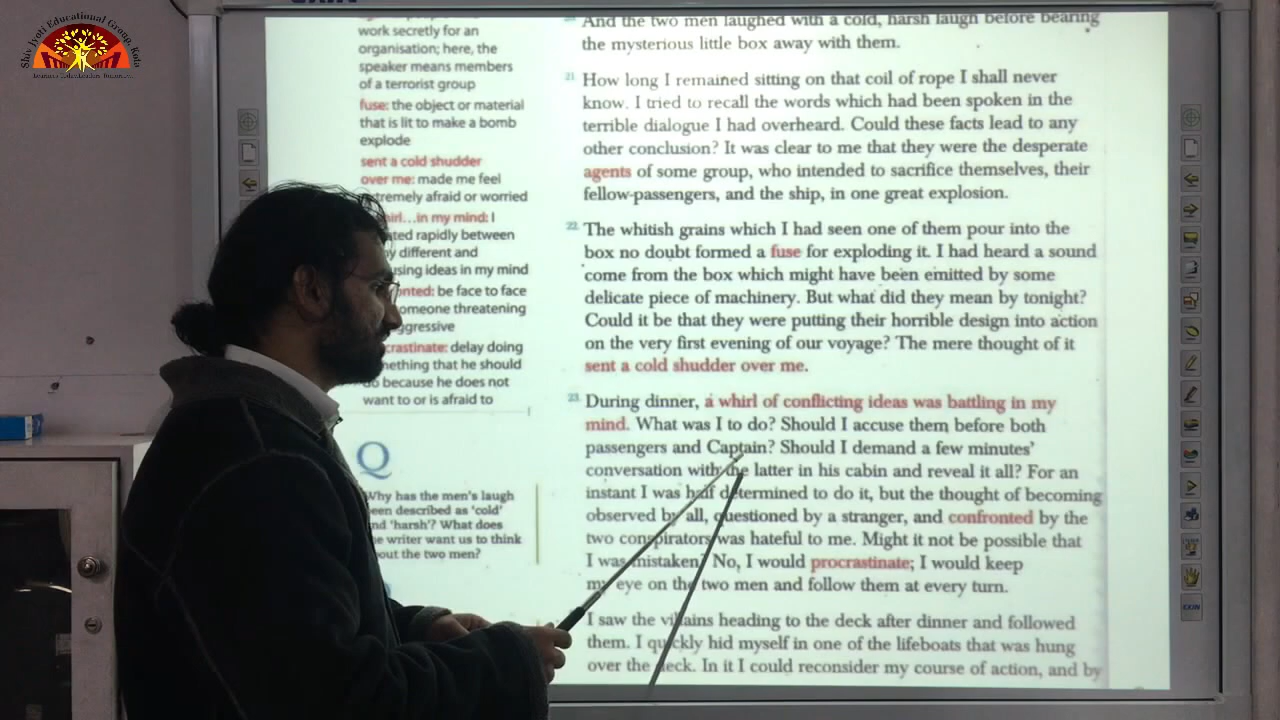 Shiv Jyoti Educational Group, Kota
work secretly for an
organisation; here, the
speaker means members
of a terrorist group
fuse: the object or material
that is lit to make a bomb
explode
sent a cold shudder
over me: made me feel
extremely afraid or worried
in my mind: I
rapidly between
different and
ideas in my mind
be face to face
someone threatening
delay doing
something that he should
do because he does not
want to or is afraid to
Q
Why has the men's laugh
been described as 'cold'
and 'harsh'? What does
the writer want us to think
about the two men?
And the two men laughed with a cold, harsh laugh before bearing
the mysterious little box away with them.
21 How long I remained sitting on that coil of rope I shall never
know. I tried to recall the words which had been spoken in the
terrible dialogue I had overheard. Could these facts lead to any
other conclusion? It was clear to me that they were the desperate
agents of some group, who intended to sacrifice themselves, their
fellow-passengers, and the ship, in one great explosion.
22 The whitish grains which I had seen one of them pour into the
box no doubt formed a fuse for exploding it. I had heard a sound
come from the box which might have been emitted by some
delicate piece of machinery. But what did they mean by tonight?
Could it be that they were putting their horrible design into action
on the very first evening of our voyage? The mere thought of it
sent a cold shudder over me.
23 During dinner, a whirl of conflicting ideas was battling in my
mind. What was I to do? Should I accuse them before both
passengers and Captain? Should I demand a few minutes'
conversation with the latter in his cabin and reveal it all? For an
instant I was half determined to do it, but the thought of becoming
observed by all, questioned by a stranger, and confronted by the
two conspirators was hateful to me. Might it not be possible that
I was mistaken? No, I would procrastinate; I would keep
my eye on the two men and follow them at every turn.
I saw the villains heading to the deck after dinner and followed
them. I quickly hid myself in one of the lifeboats that was hung
over the deck. In it I could reconsider my course of action, and by